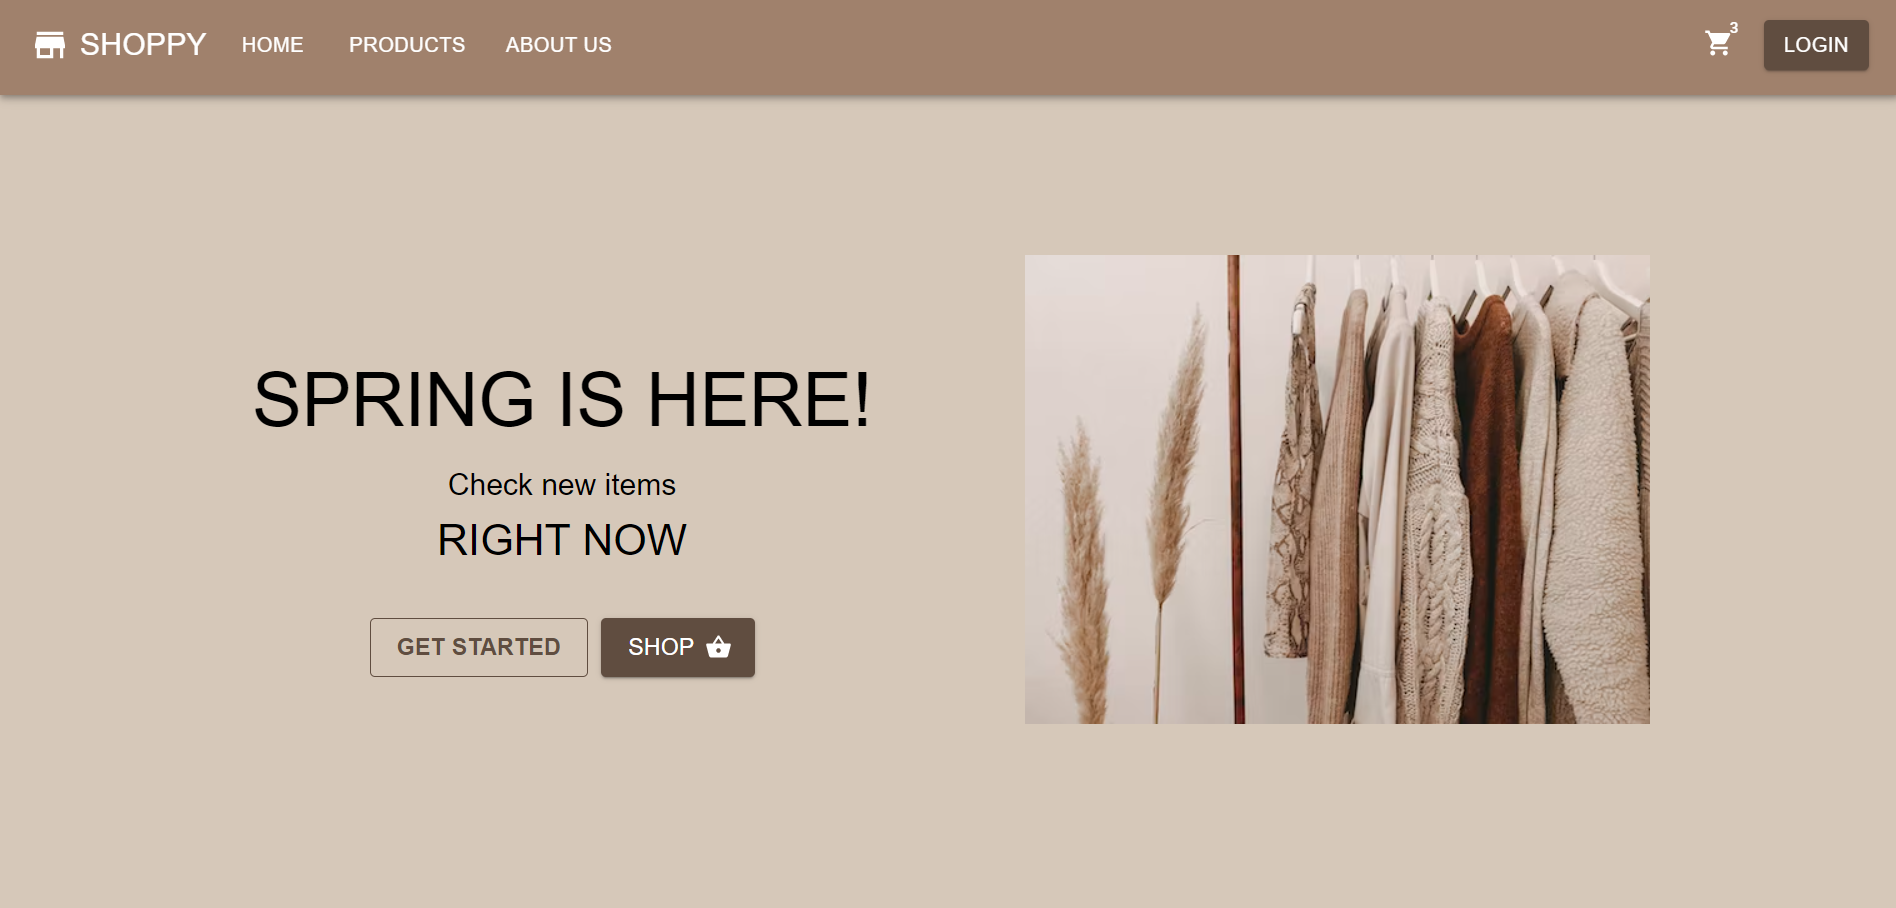 SHOPPY HOME PRODUCTS ABOUT US 3 LOGIN
SPRING IS HERE!
Check new items
RIGHT NOW
GET STARTED SHOP